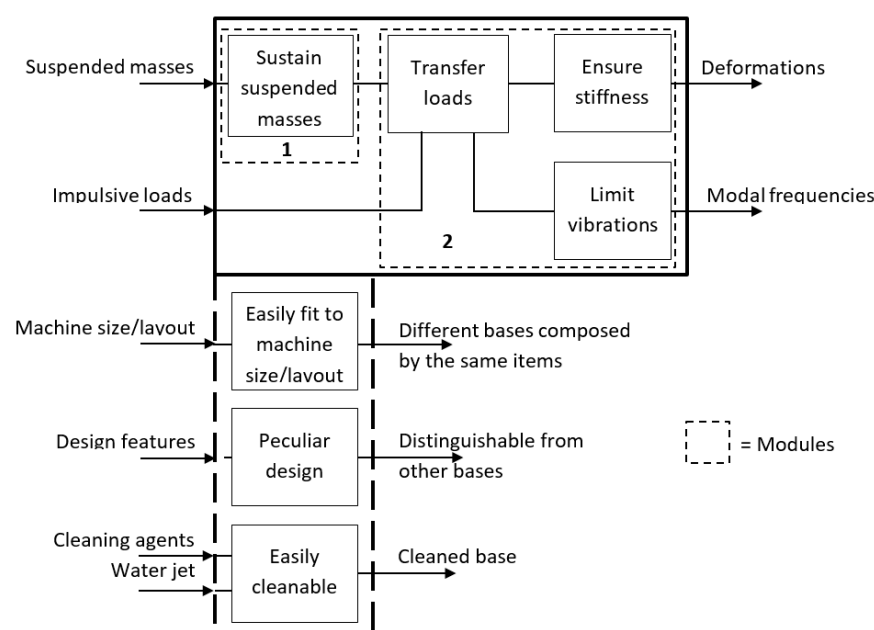 Suspended masses
Sustain
suspended
masses
1
Transfer
loads
Ensure
stiffness
Deformations
Impulsive loads
2
Limit
vibrations
Modal frequencies
Machine size/lavout
Easily fit to
machine
size/lavout
Different bases composed
by the same items
Design features
Peculiar
design
Distinguishable from
other bases
= Modules
Cleaning agents
Water jet
Easily
cleanable
Cleaned base